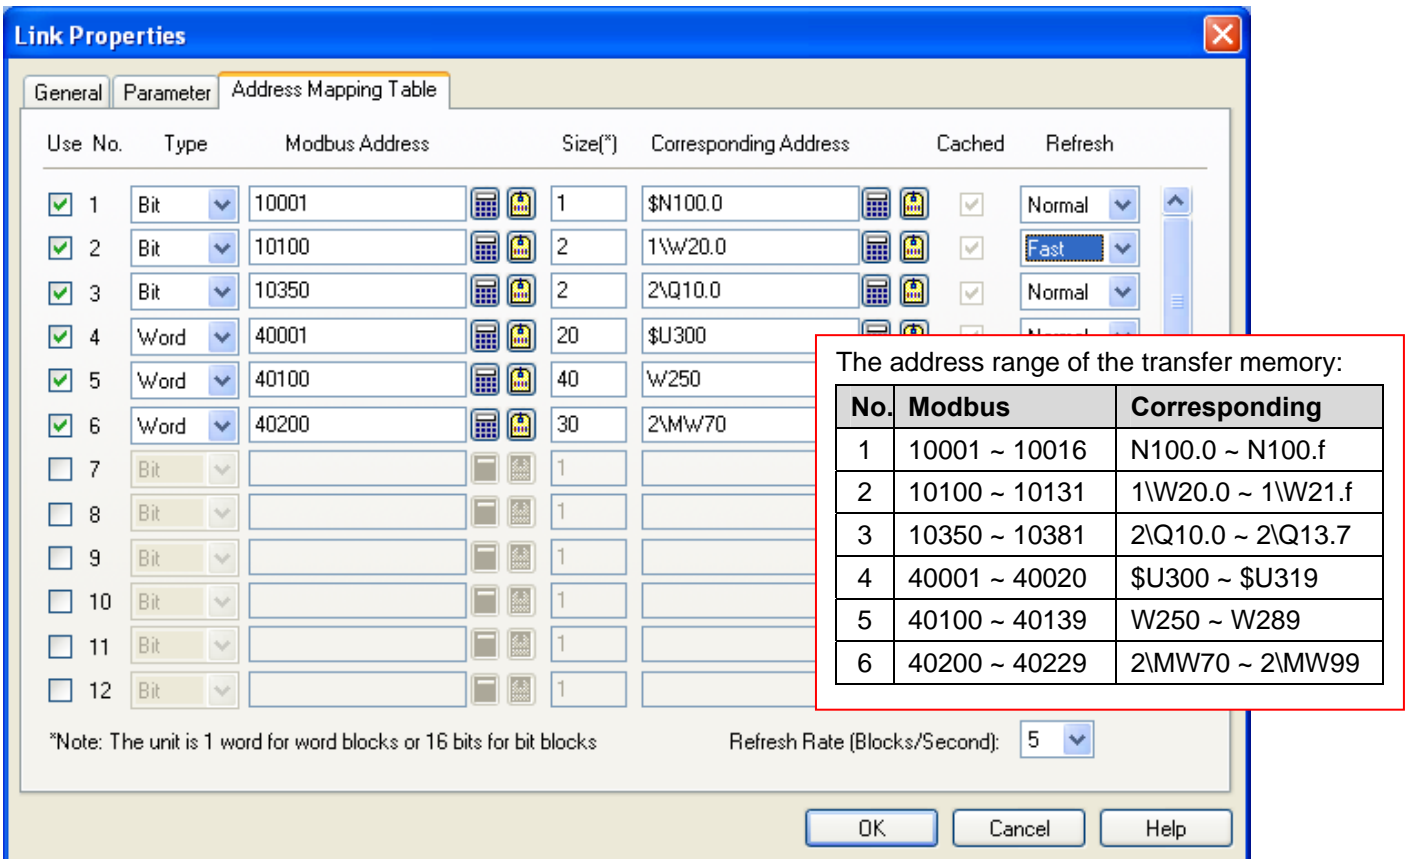 Link Properties
General Parameter Address Mapping Table
Use No. Type Modbus Address Size(*) Corresponding Address Cached Refresh
1 Bit 10001 1 $N100.0 Normal
2 Bit 10100 2 1\W20.0 Fast
3 Bit 10350 2 2\Q10.0 Normal
4 Word 40001 20 $U300 Normal
5 Word 40100 40 W250
6 Word 40200 30 2\MW70
7 Bit 1
8 Bit 1
9 Bit 1
10 Bit 1
11 Bit 1
12 Bit 1
The address range of the transfer memory:
No. Modbus Corresponding
1 10001 ~ 10016 N100.0 ~ N100.f
2 10100 ~ 10131 1\W20.0 ~ 1\W21.f
3 10350 ~ 10381 2\Q10.0 ~ 2\Q13.7
4 40001 ~ 40020 $U300 ~ $U319
5 40100 ~ 40139 W250 ~ W289
6 40200 ~ 40229 2\MW70 ~ 2\MW99
*Note: The unit is 1 word for word blocks or 16 bits for bit blocks Refresh Rate (Blocks/Second): 5
OK Cancel Help